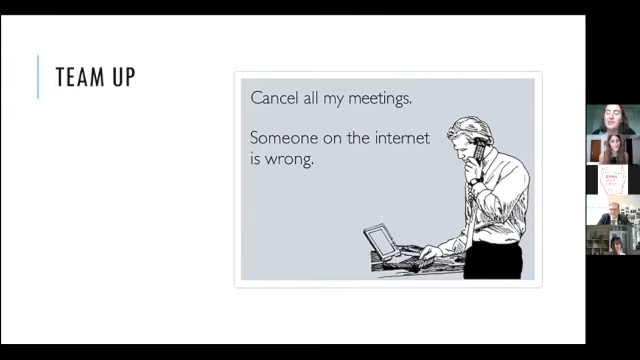 TEAM UP
Cancel all my meetings.
Someone on the internet
is wrong.